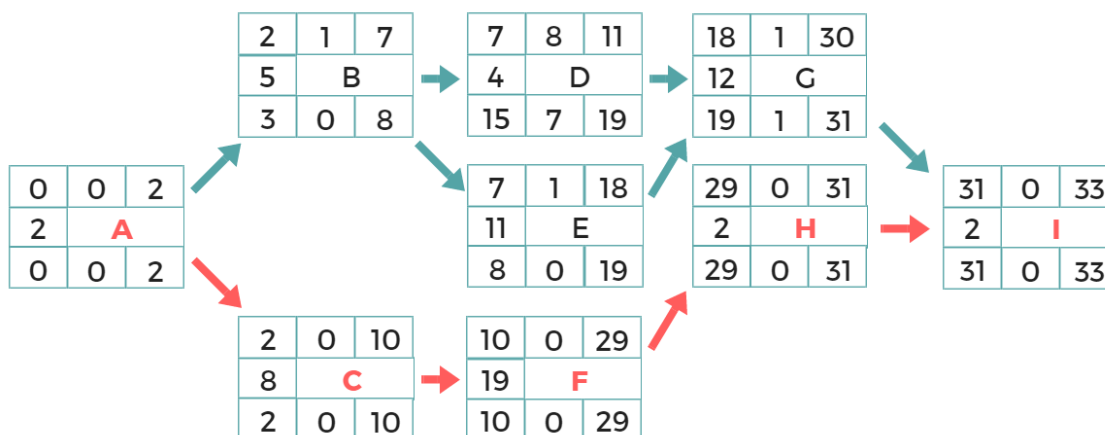 2 1 7
5 B
3 0 8
7 8 11
4 D
15 7 19
18 1 30
12 G
19 1 31
0 0 2
2 A
0 0 2
7 1 18
11 E
8 0 19
29 0 31
2 H
29 0 31
31 0 33
2 I
31 0 33
2 0 10
8 C
2 0 10
10 0 29
19 F
10 0 29